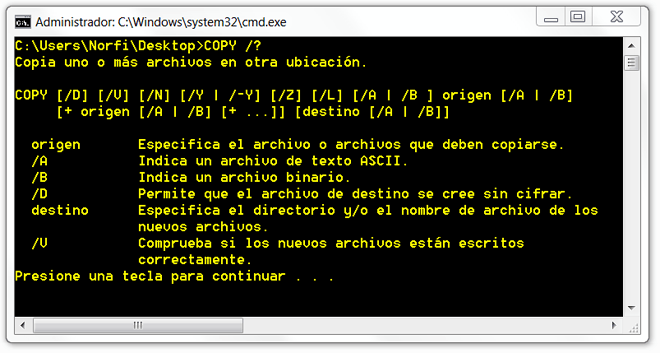 Administrador: C:\Windows\system32\cmd.exe
C:\Users\Norfi\Desktop>COPY /?
Copia uno o más archivos en otra ubicación.
COPY [/D] [/V] [/N] [/Y | /-Y] [/Z] [/L] [/A | /B ] origen [/A | /B]
[+ origen [/A | /B] [+ ...]] [destino [/A | /B]]
origen Especifica el archivo o archivos que deben copiarse.
/A Indica un archivo de texto ASCII.
/B Indica un archivo binario.
/D Permite que el archivo de destino se cree sin cifrar.
destino Especifica el directorio y/o el nombre de archivo de los
nuevos archivos.
/V Comprueba si los nuevos archivos están escritos
correctamente.
Presione una tecla para continuar . . .